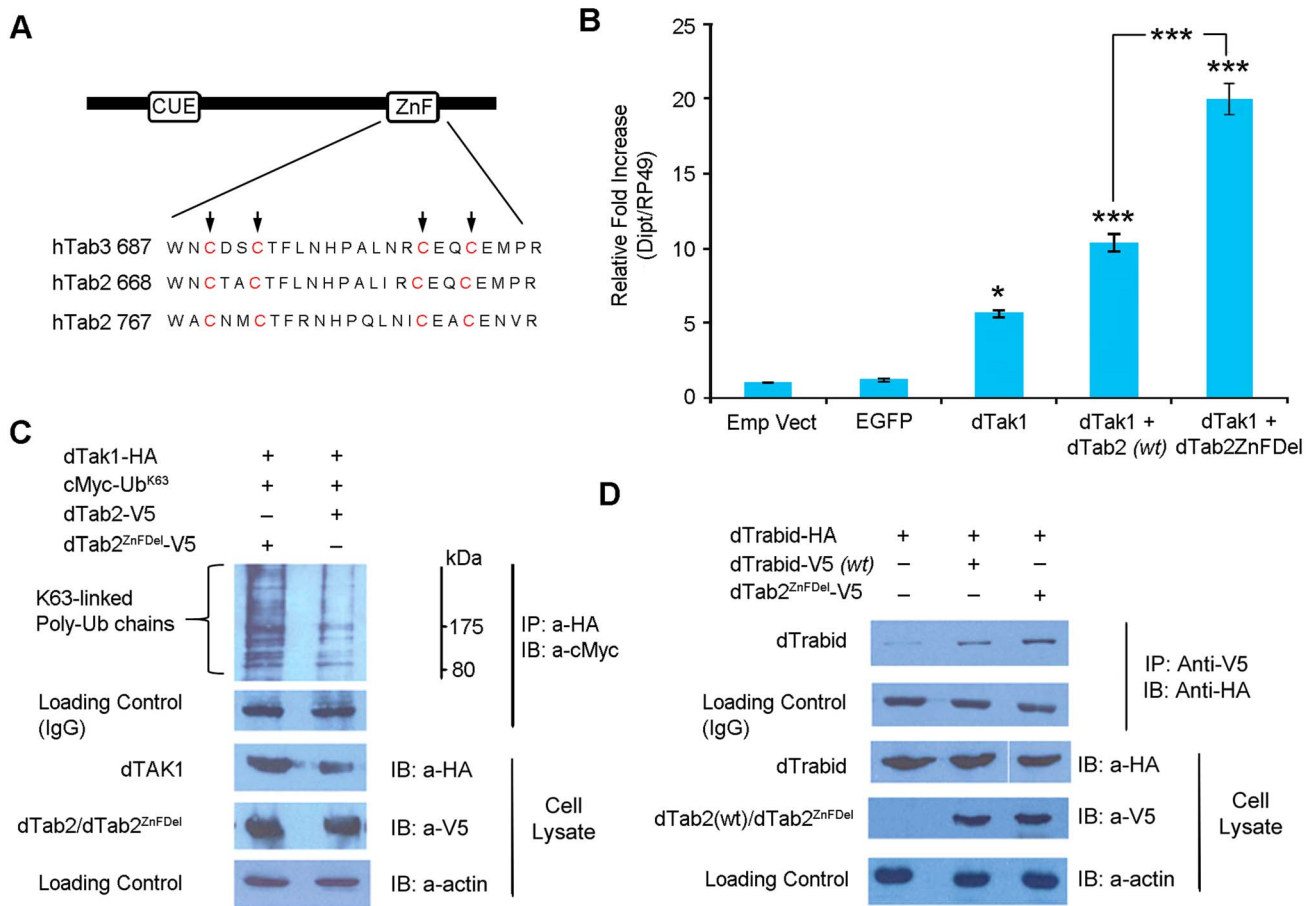 A
CUE
ZnF
hTab3 687 WNCDSCTFLNHPALNRCEQCEMPR
hTab2 668 WNCTACTFLNHPALIRCEQCEMPR
hTab2 767 WACNMCTFRNHPQLNICEACENVR
B
Relative Fold Increase
(Dipt/RP49)
25
20
15
10
5
0
***
***
***
*
Emp Vect
EGFP
dTak1
dTak1 +
dTab2 (wt)
dTak1 +
dTab2ZnFDel
C
dTak1-HA + +
cMyc-Ub^K63 + +
dTab2-V5 – +
dTab2^ZnFDel-V5 + –
kDa
K63-linked
Poly-Ub chains
175
80
IP: a-HA
IB: a-cMyc
Loading Control
(IgG)
dTAK1
IB: a-HA
dTab2/dTab2^ZnFDel
IB: a-V5
Loading Control
IB: a-actin
Cell
Lysate
D
dTrabid-HA + + +
dTrabid-V5 (wt) – + –
dTab2^ZnFDel-V5 – – +
dTrabid
Loading Control
(IgG)
IP: Anti-V5
IB: Anti-HA
dTrabid
IB: a-HA
dTab2(wt)/dTab2^ZnFDel
IB: a-V5
Loading Control
IB: a-actin
Cell
Lysate